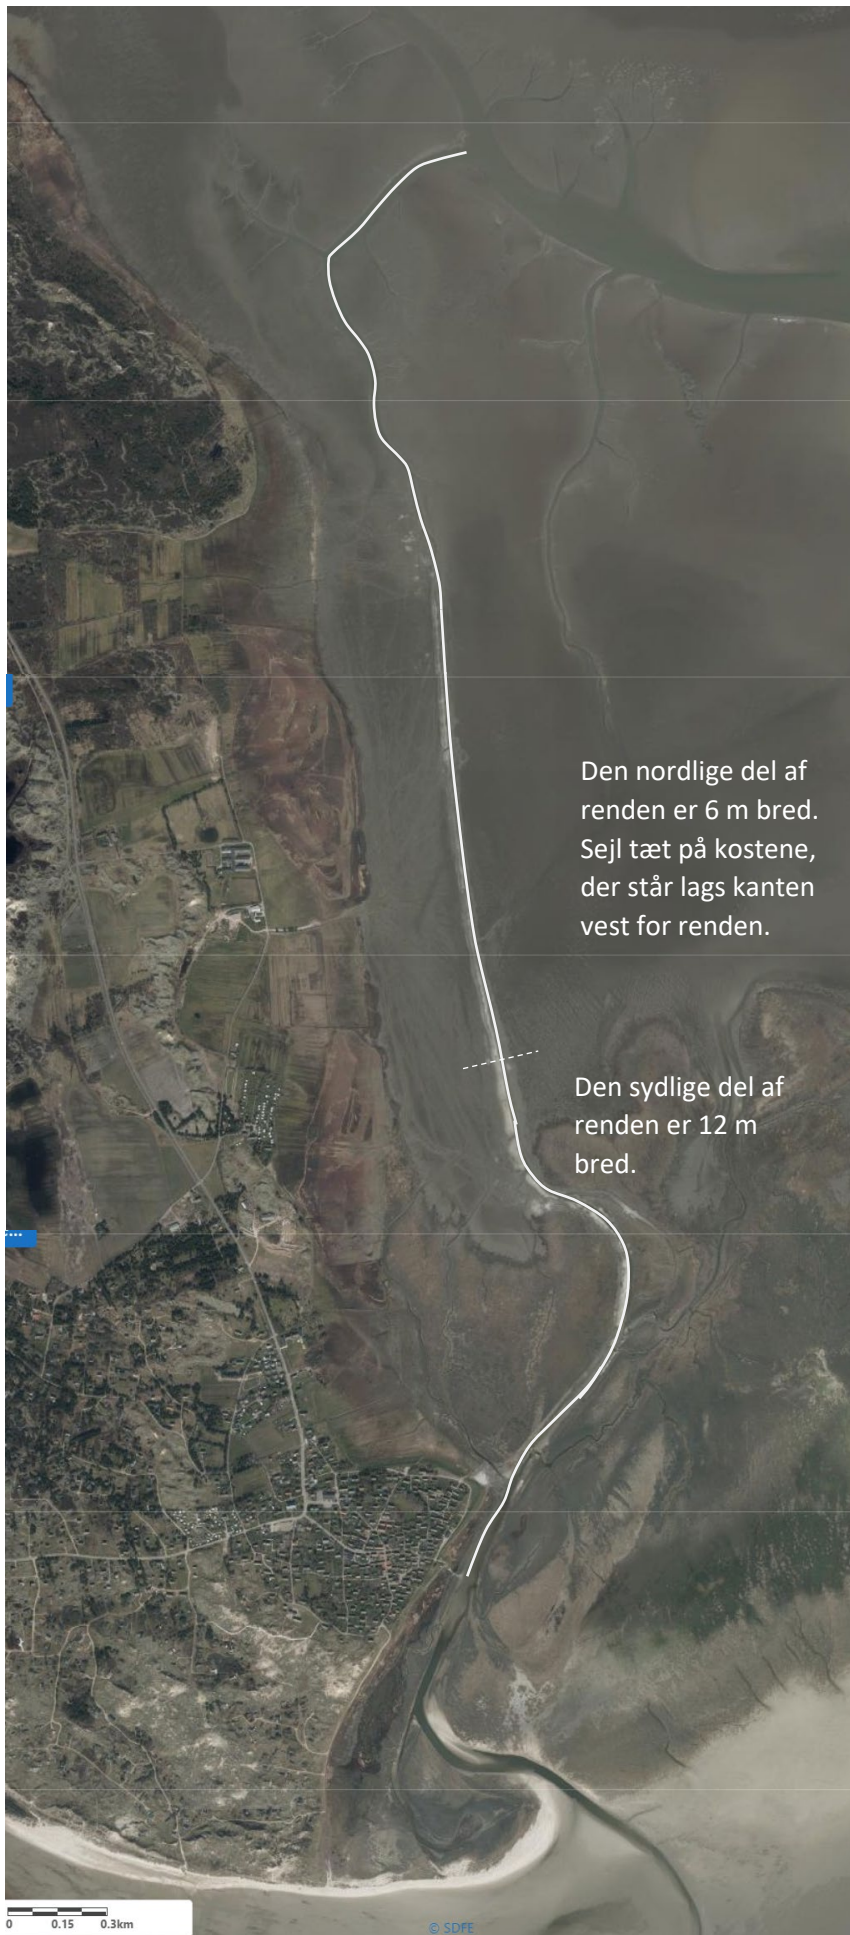 Den nordlige del af
renden er 6 m bred.
Sejl tæt på kostene,
der står lags kanten
vest for renden.
Den sydlige del af
renden er 12 m
bred.
0 0.15 0.3km
© SDFE